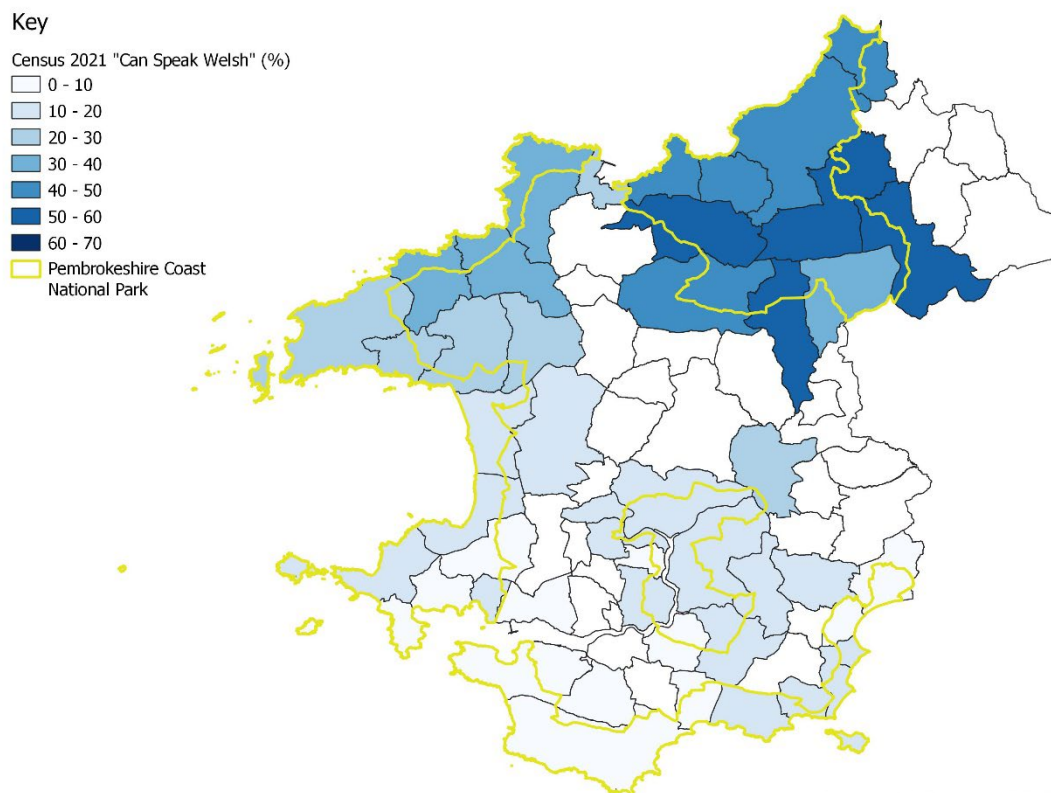 Key
Census 2021 "Can Speak Welsh" (%)
0 - 10
10 - 20
20 - 30
30 - 40
40 - 50
50 - 60
60 - 70
Pembrokeshire Coast
National Park